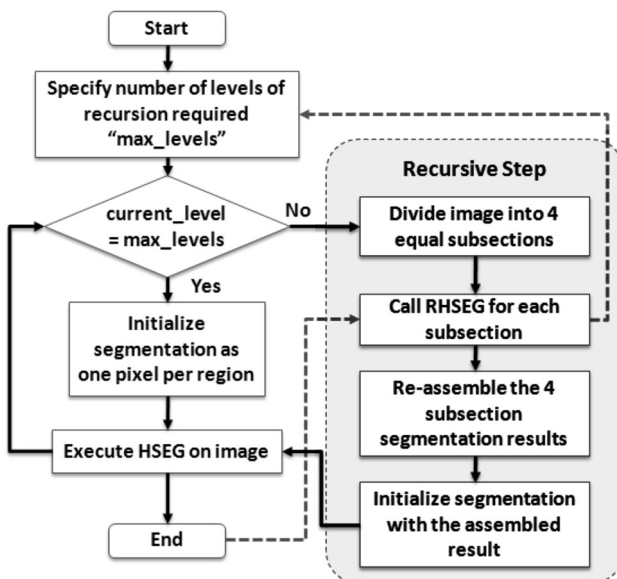 Start
Specify number of levels of
recursion required
“max_levels”
current_level
= max_levels
No
Yes
Initialize
segmentation as
one pixel per region
Execute HSEG on image
End
Recursive Step
Divide image into 4
equal subsections
Call RHSEG for each
subsection
Re-assemble the 4
subsection
segmentation results
Initialize segmentation
with the assembled
result